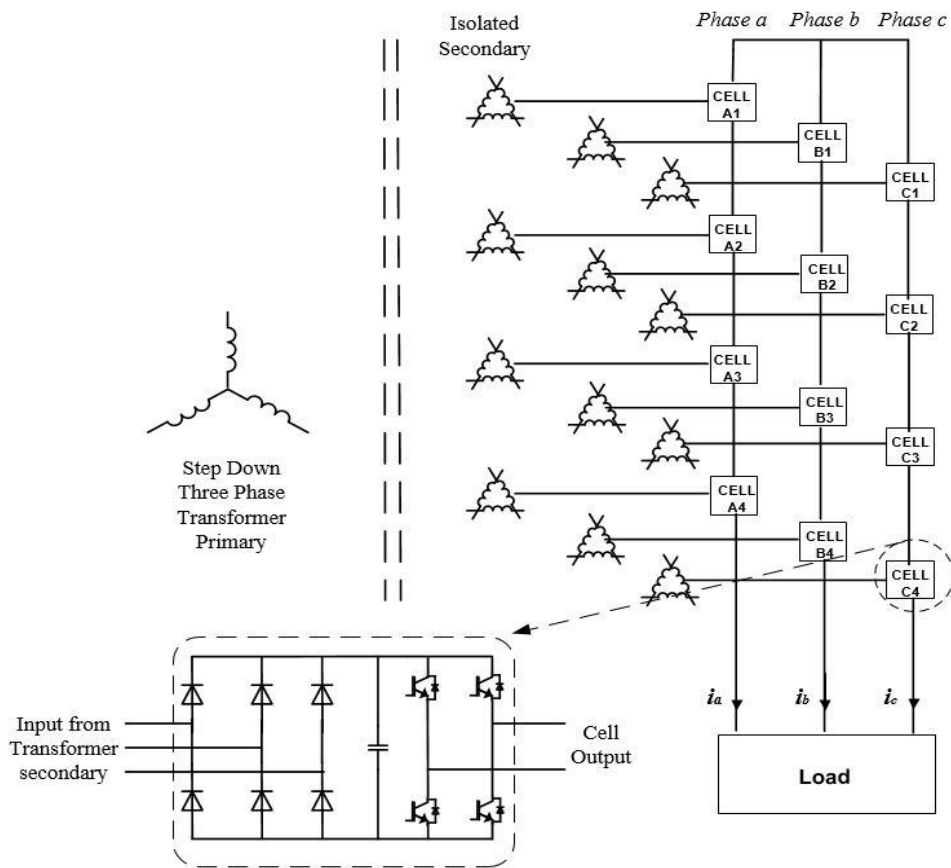 Isolated
Secondary
Phase a
Phase b
Phase c
CELL
A1
CELL
B1
CELL
C1
CELL
A2
CELL
B2
CELL
C2
CELL
A3
CELL
B3
CELL
C3
CELL
A4
CELL
B4
CELL
C4
Step Down
Three Phase
Transformer
Primary
Input from
Transformer
secondary
Cell
Output
ia
ib
ic
Load